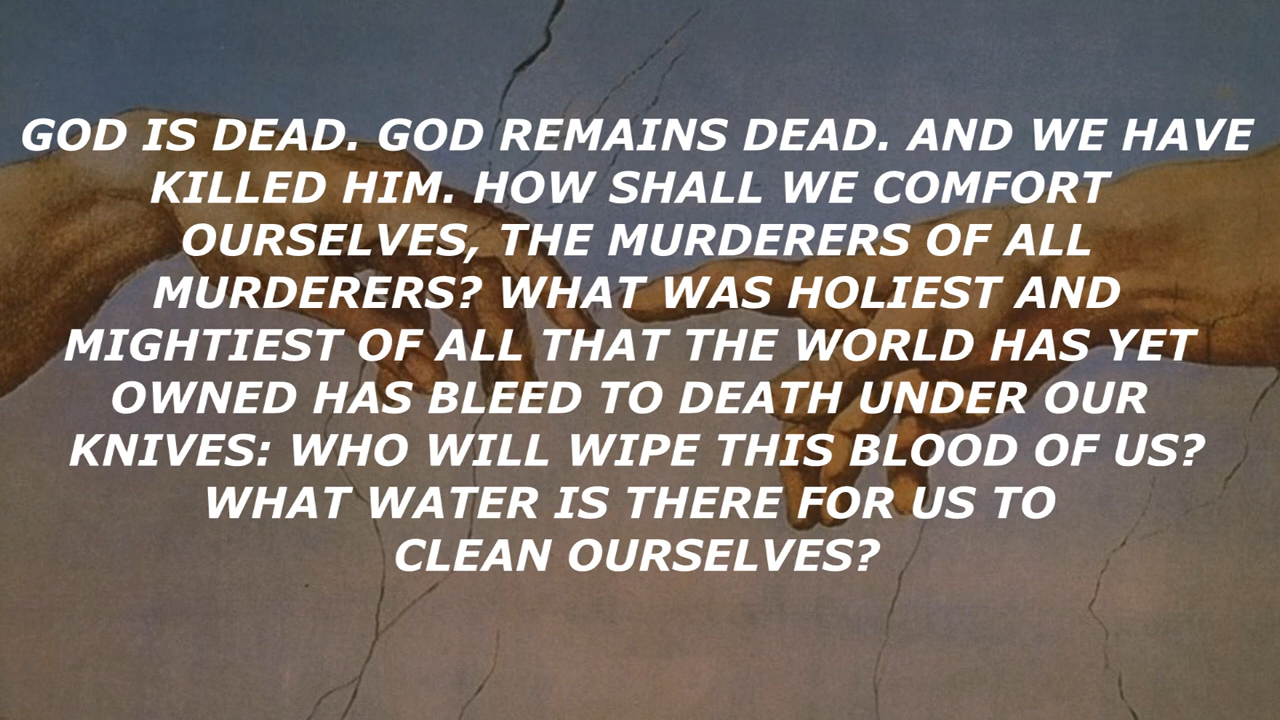 GOD IS DEAD. GOD REMAINS DEAD. AND WE HAVE
KILLED HIM. HOW SHALL WE COMFORT
OURSELVES, THE MURDERERS OF ALL
MURDERERS? WHAT WAS HOLIEST AND
MIGHTIEST OF ALL THAT THE WORLD HAS YET
OWNED HAS BLEED TO DEATH UNDER OUR
KNIVES: WHO WILL WIPE THIS BLOOD OF US?
WHAT WATER IS THERE FOR US TO
CLEAN OURSELVES?